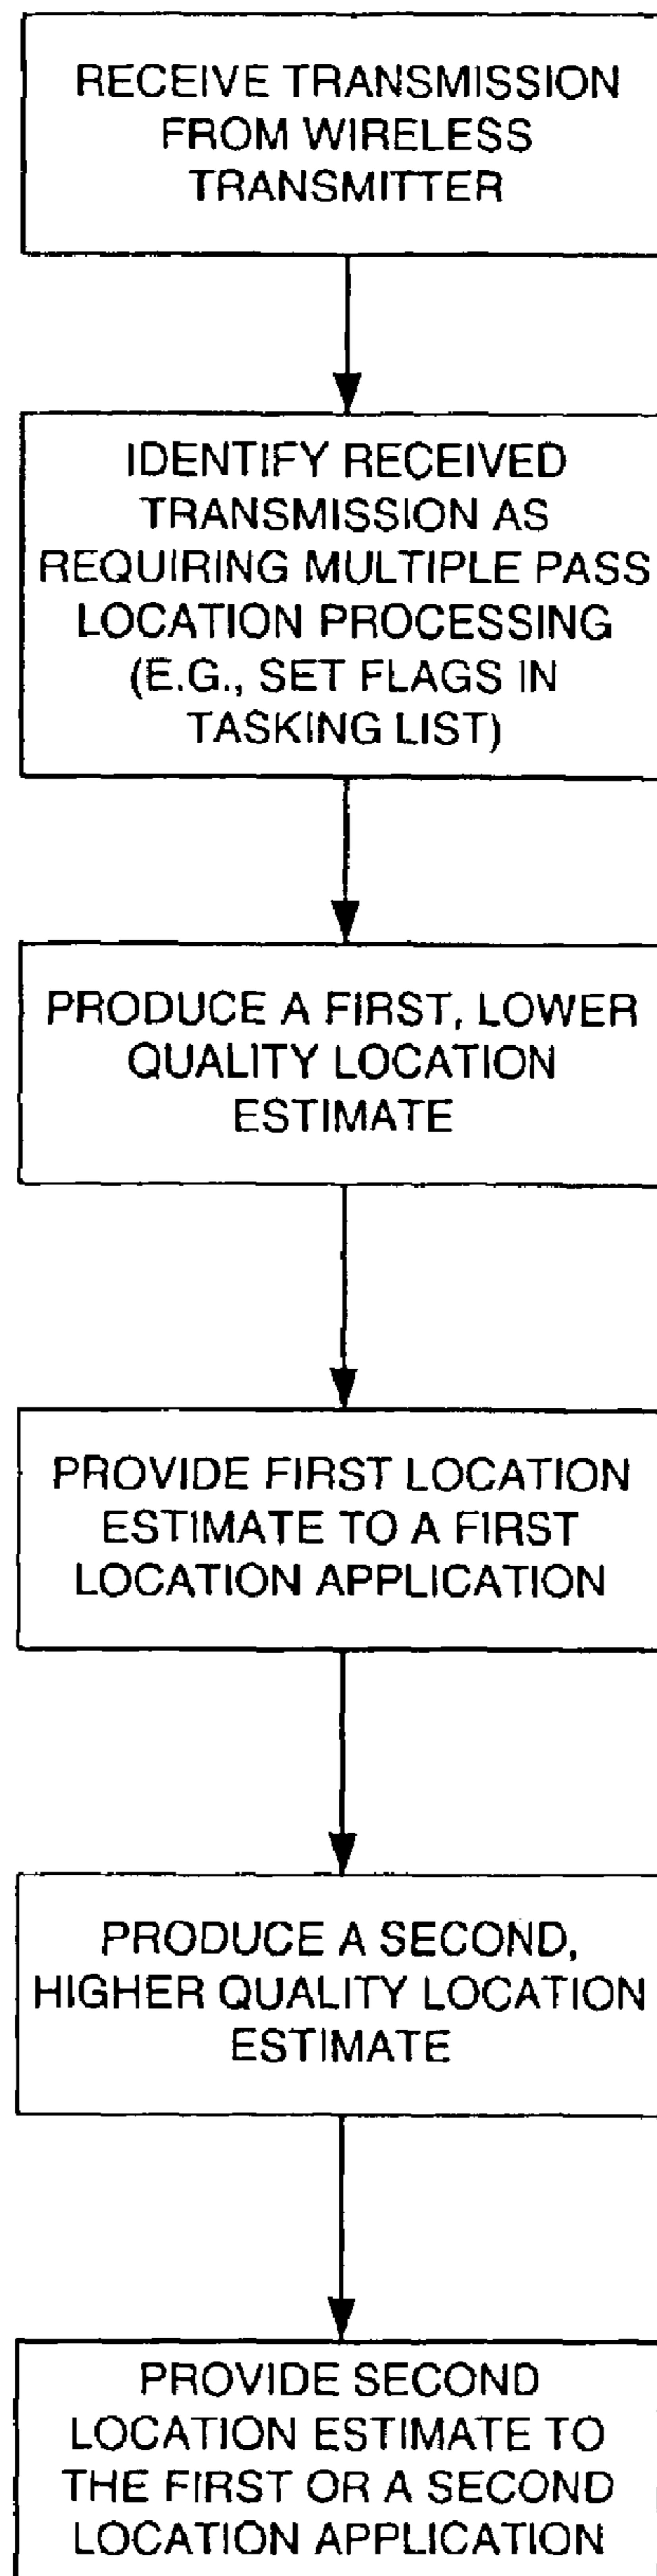 RECEIVE TRANSMISSION
FROM WIRELESS
TRANSMITTER
IDENTIFY RECEIVED
TRANSMISSION AS
REQUIRING MULTIPLE PASS
LOCATION PROCESSING
(E.G., SET FLAGS IN
TASKING LIST)
PRODUCE A FIRST, LOWER
QUALITY LOCATION
ESTIMATE
PROVIDE FIRST LOCATION
ESTIMATE TO A FIRST
LOCATION APPLICATION
PRODUCE A SECOND,
HIGHER QUALITY LOCATION
ESTIMATE
PROVIDE SECOND
LOCATION ESTIMATE TO
THE FIRST OR A SECOND
LOCATION APPLICATION